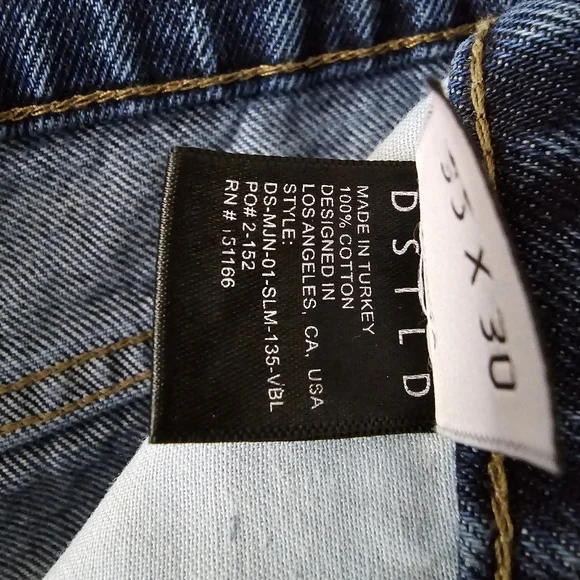 DSTLD
MADE IN TURKEY
100% COTTON
DESIGNED IN
LOS ANGELES, CA, USA
STYLE:
DS-MJN-01-SLM-135-VBL
PO# 2-152
RN# 151166
35 X 30